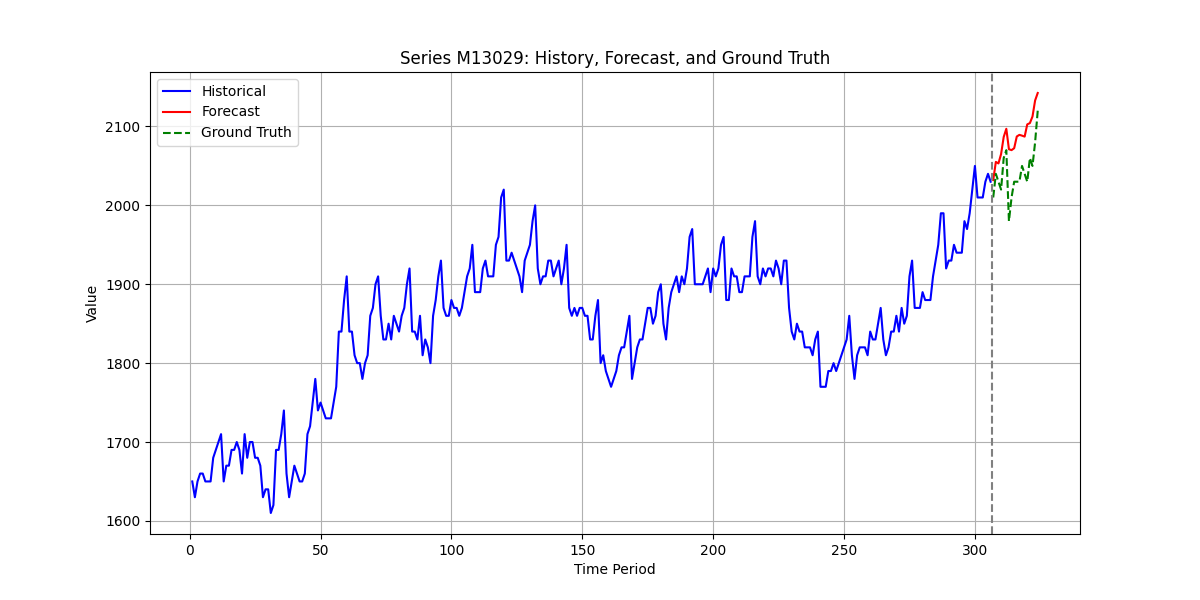 Series M13029: History, Forecast, and Ground Truth
Historical
Forecast
Ground Truth
2100
2000
1900
1800
1700
1600
Value
0 50 100 150 200 250 300
Time Period